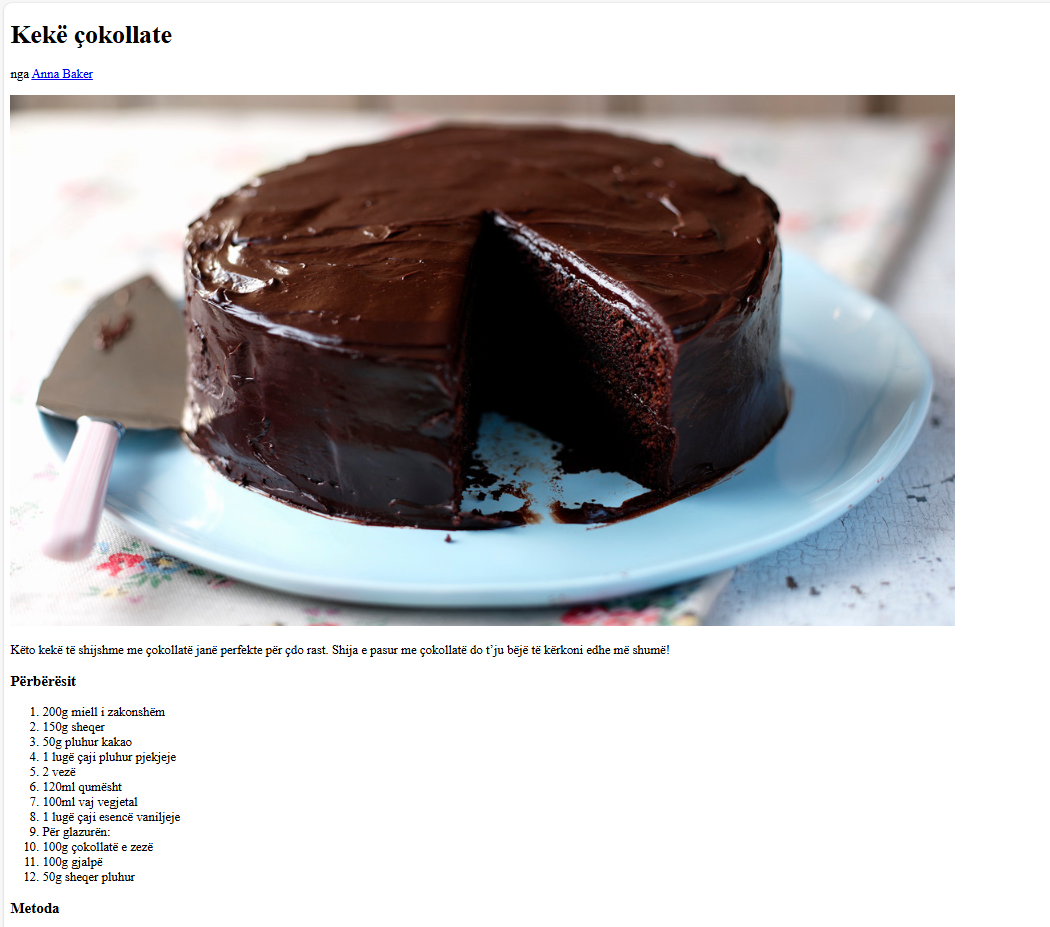 Kekë çokollate
nga Anna Baker
Këto kekë të shijshme me çokollatë janë perfekte për çdo rast. Shija e pasur me çokollatë do t’ju bëjë të kërkoni edhe më shumë!
Përbërësit
1. 200g miell i zakonshëm
2. 150g sheqer
3. 50g pluhur kakao
4. 1 lugë çaji pluhur pjekjeje
5. 2 vezë
6. 120ml qumësht
7. 100ml vaj vegjetal
8. 1 lugë çaji esencë vaniljeje
9. Për glazurën:
10. 100g çokollatë e zezë
11. 100g gjalpë
12. 50g sheqer pluhur
Metoda